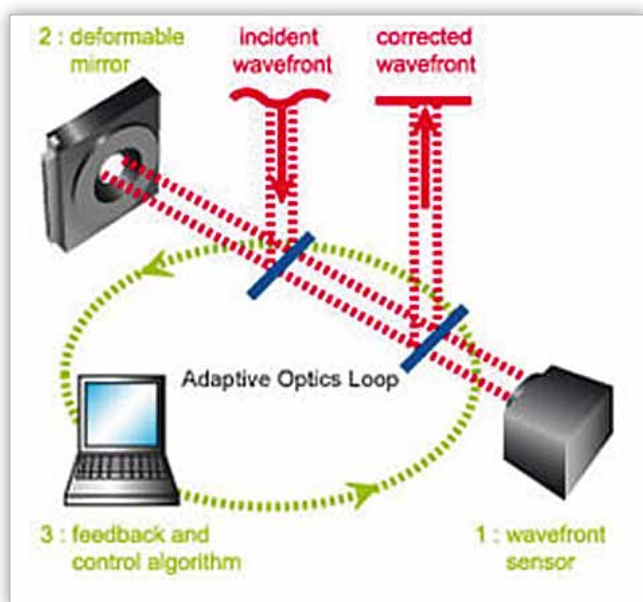 2 : deformable
mirror
incident
wavefront
corrected
wavefront
Adaptive Optics Loop
3 : feedback and
control algorithm
1 : wavefront
sensor